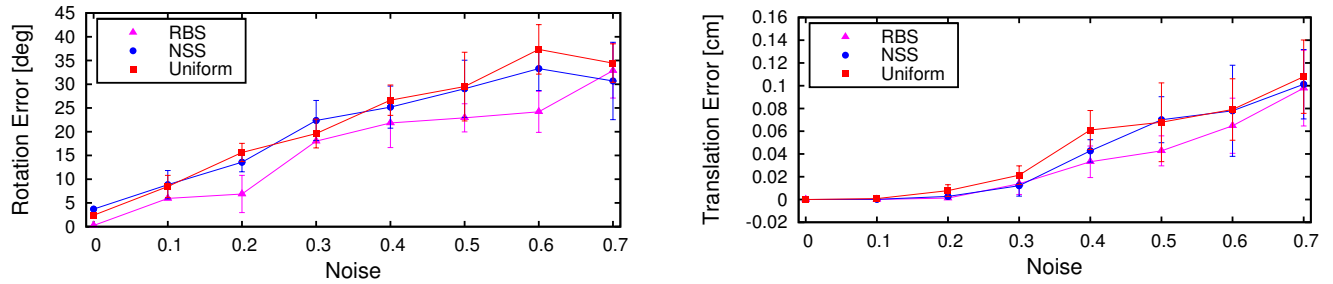 Rotation Error [deg]
45
40
35
30
25
20
15
10
5
0
RBS
NSS
Uniform
0 0.1 0.2 0.3 0.4 0.5 0.6 0.7
Noise
Translation Error [cm]
0.16
0.14
0.12
0.1
0.08
0.06
0.04
0.02
0
-0.02
RBS
NSS
Uniform
0 0.1 0.2 0.3 0.4 0.5 0.6 0.7
Noise